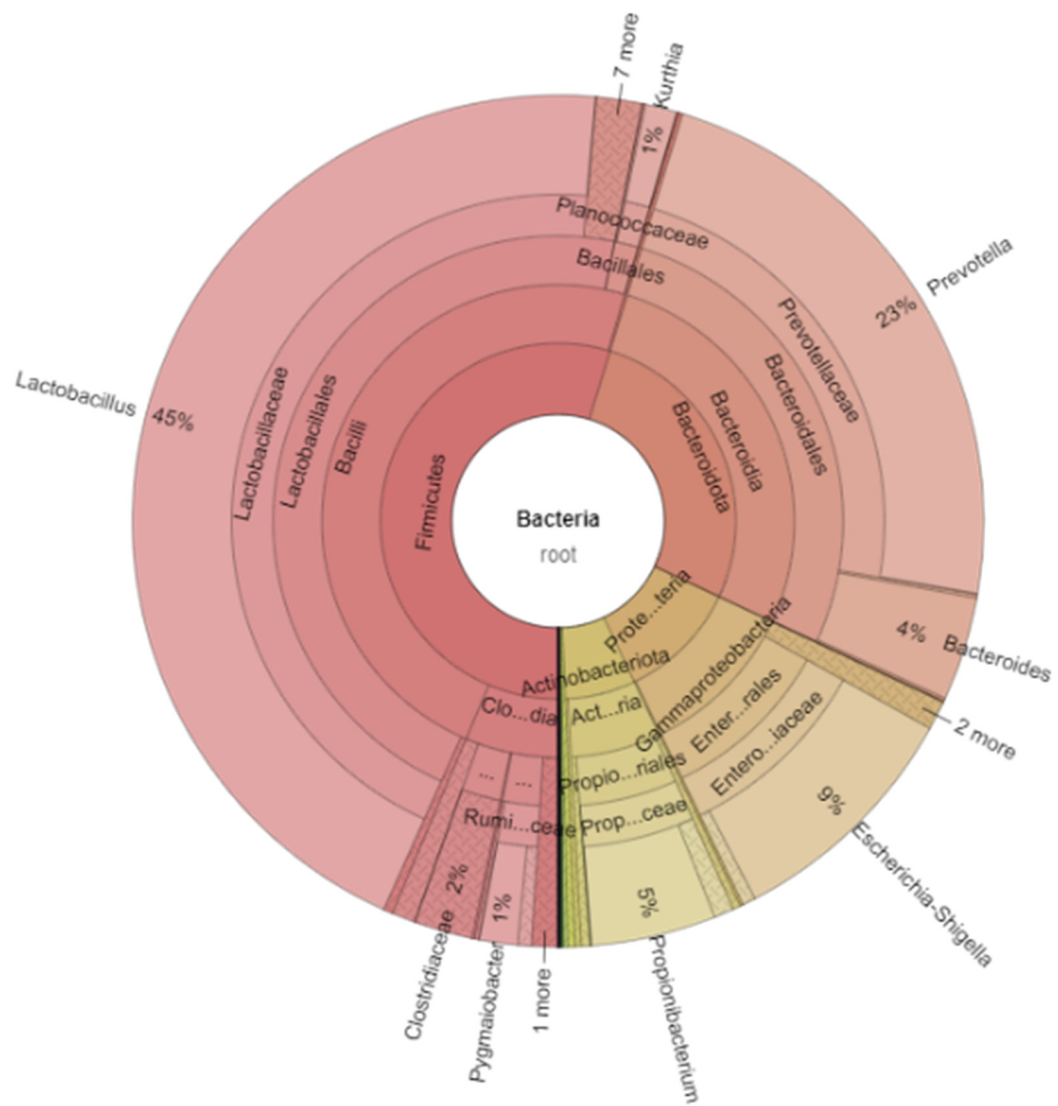 7 more
Kurthia
1%
Planococcaceae
Bacillales
Prevotella
23%
Prevotellaceae
Bacteroidales
Bacteroidia
Bacteroidota
Lactobacillus
45%
Lactobacillaceae
Lactobacillales
Bacilli
Firmicutes
Bacteria
root
4%
Bacteroides
2 more
Prote...teria
Gammaproteobacteria
Enter...rales
Entero...iaceae
9%
Escherichia-Shigella
Actinobacteriota
Act...ria
Propio...riales
Prop...ceae
5%
Propionibacterium
Clo...dia
...
...
Rumi...ceae
2%
Clostridiaceae
1%
Pygmaiobacter
1 more